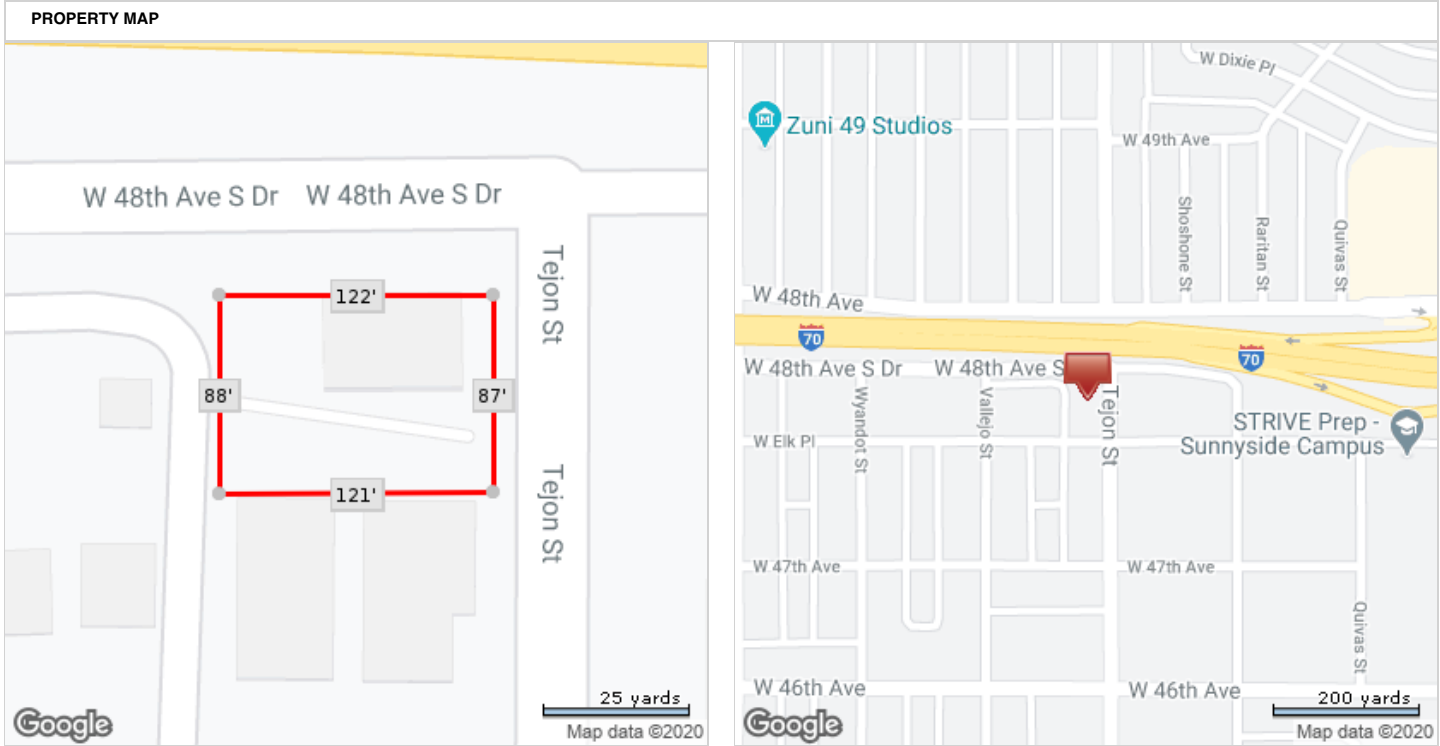 PROPERTY MAP
W 48th Ave S Dr
W 48th Ave S Dr
Tejon St
122'
88'
87'
121'
Tejon St
25 yards
Google
Map data ©2020
W Dixie Pl
Zuni 49 Studios
W 49th Ave
Shoshone St
Raritan St
Quivas St
W 48th Ave
70
70
W 48th Ave S Dr
W 48th Ave S
Wyandot St
Vallejo St
Tejon St
STRIVE Prep -
Sunnyside Campus
W Elk Pl
W 47th Ave
W 47th Ave
Quivas St
W 46th Ave
W 46th Ave
200 yards
Google
Map data ©2020